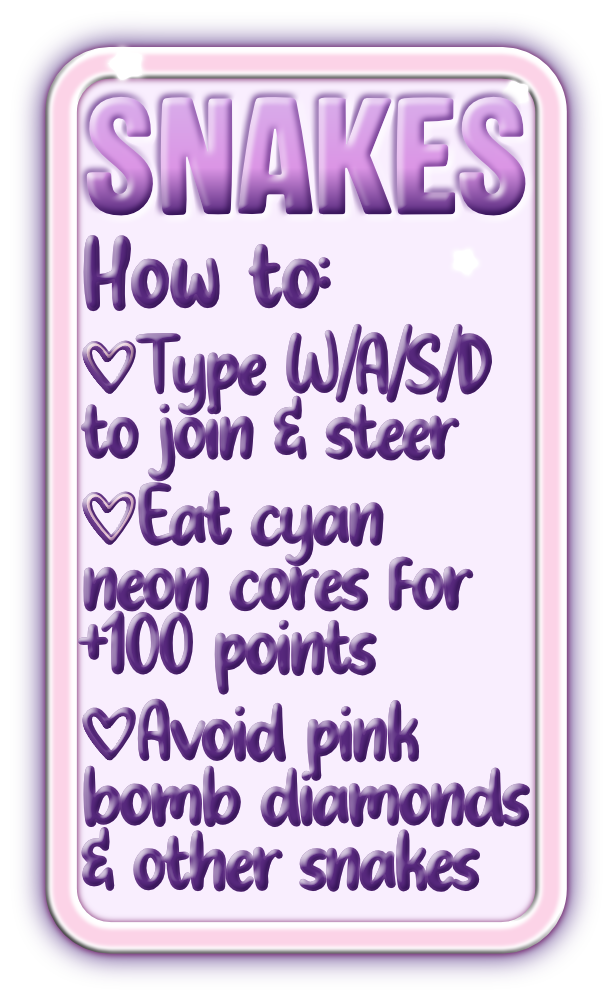 SNAKES
How to:
♡Type W/A/S/D
to join & steer
♡Eat cyan
neon cores for
+100 points
♡Avoid pink
bomb diamonds
& other snakes